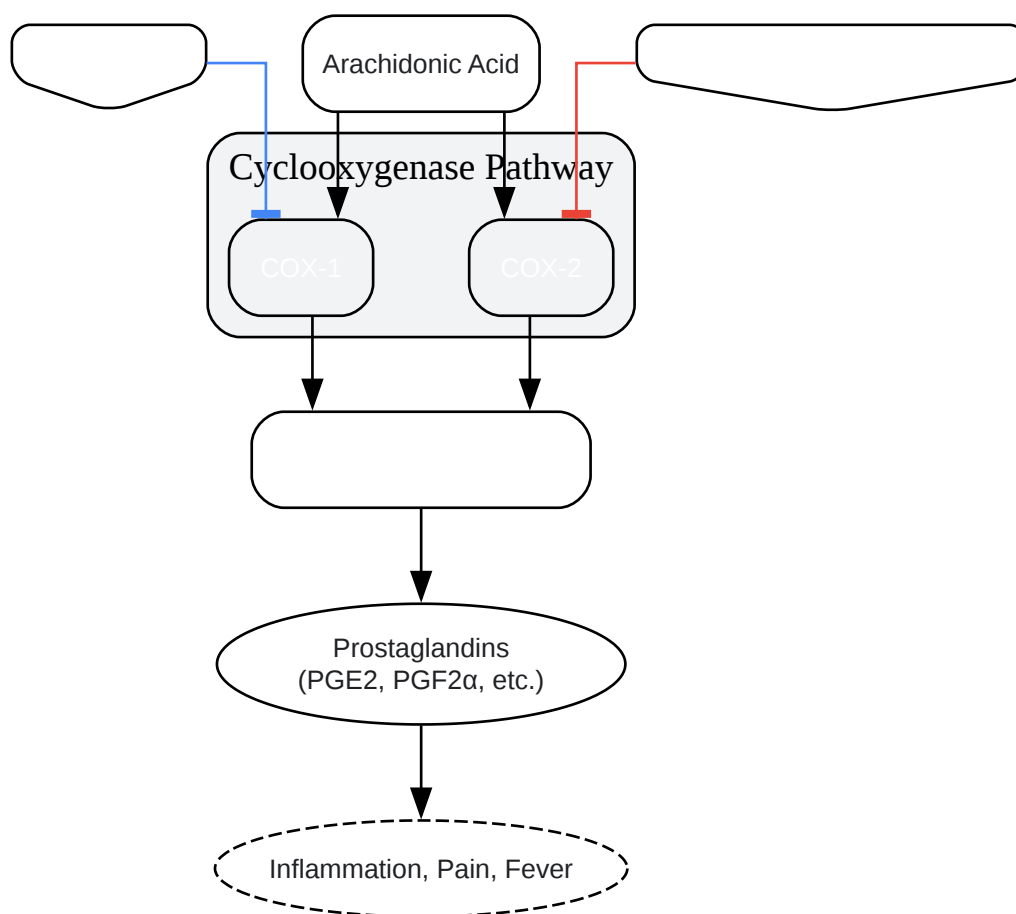 Arachidonic Acid
Cyclooxygenase Pathway
COX-1
COX-2
Prostaglandins
(PGE2, PGF2α, etc.)
Inflammation, Pain, Fever